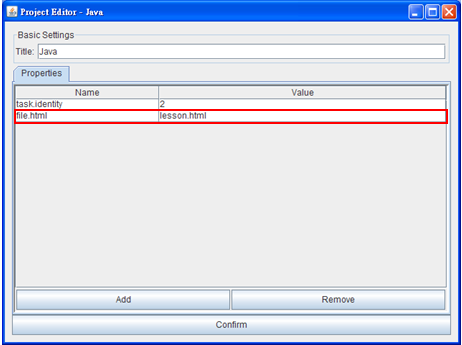 Project Editor - Java
Basic Settings
Title: Java
Properties
Name Value
task.identity 2
file.html lesson.html
Add Remove
Confirm